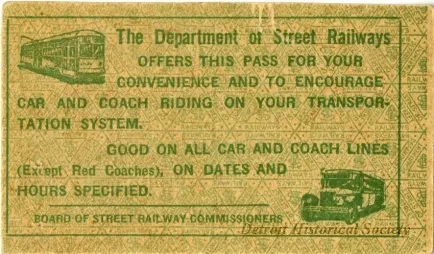 The Department of Street Railways
OFFERS THIS PASS FOR YOUR
CONVENIENCE AND TO ENCOURAGE
CAR AND COACH RIDING ON YOUR TRANSPOR-
TATION SYSTEM.
GOOD ON ALL CAR AND COACH LINES
(Except Red Coaches), ON DATES AND
HOURS SPECIFIED.
BOARD OF STREET RAILWAY COMMISSIONERS
Detroit Historical Society